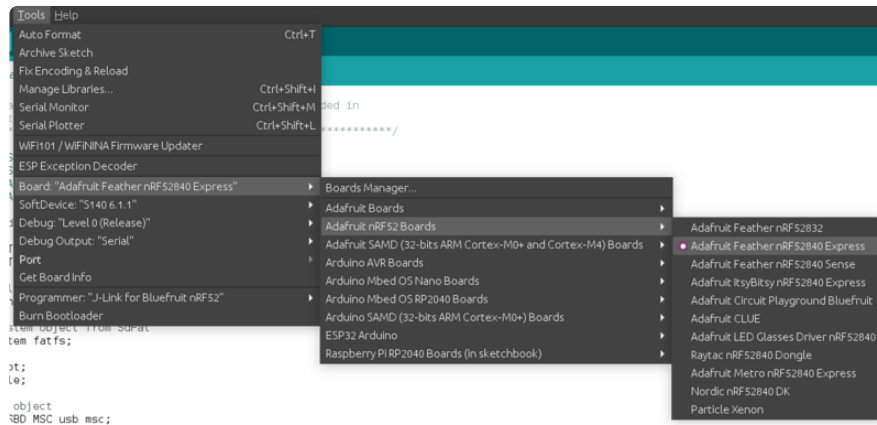 Tools Help
Auto Format Ctrl+T
Archive Sketch
Fix Encoding & Reload
Manage Libraries... Ctrl+Shift+I
Serial Monitor Ctrl+Shift+M
Serial Plotter Ctrl+Shift+L
WiFi101 / WiFiNINA Firmware Updater
ESP Exception Decoder
Board: "Adafruit Feather nRF52840 Express"
SoftDevice: "S140 6.1.1"
Debug: "Level 0 (Release)"
Debug Output: "Serial"
Port
Get Board Info
Programmer: "J-Link for Bluefruit nRF52"
Burn Bootloader
Boards Manager...
Adafruit Boards
Adafruit nRF52 Boards
Adafruit SAMD (32-bits ARM Cortex-M0+ and Cortex-M4) Boards
Arduino AVR Boards
Arduino Mbed OS Nano Boards
Arduino Mbed OS RP2040 Boards
Arduino SAMD (32-bits ARM Cortex-M0+) Boards
ESP32 Arduino
Raspberry Pi RP2040 Boards (in sketchbook)
Adafruit Feather nRF52832
Adafruit Feather nRF52840 Express
Adafruit Feather nRF52840 Sense
Adafruit ItsyBitsy nRF52840 Express
Adafruit Circuit Playground Bluefruit
Adafruit CLUE
Adafruit LED Glasses Driver nRF52840
Raytac nRF52840 Dongle
Adafruit Metro nRF52840 Express
Nordic nRF52840 DK
Particle Xenon
ded in
***********/
stem object from SdFat
tem fatfs;
ot;
le;
object
SBD MSC usb msc;